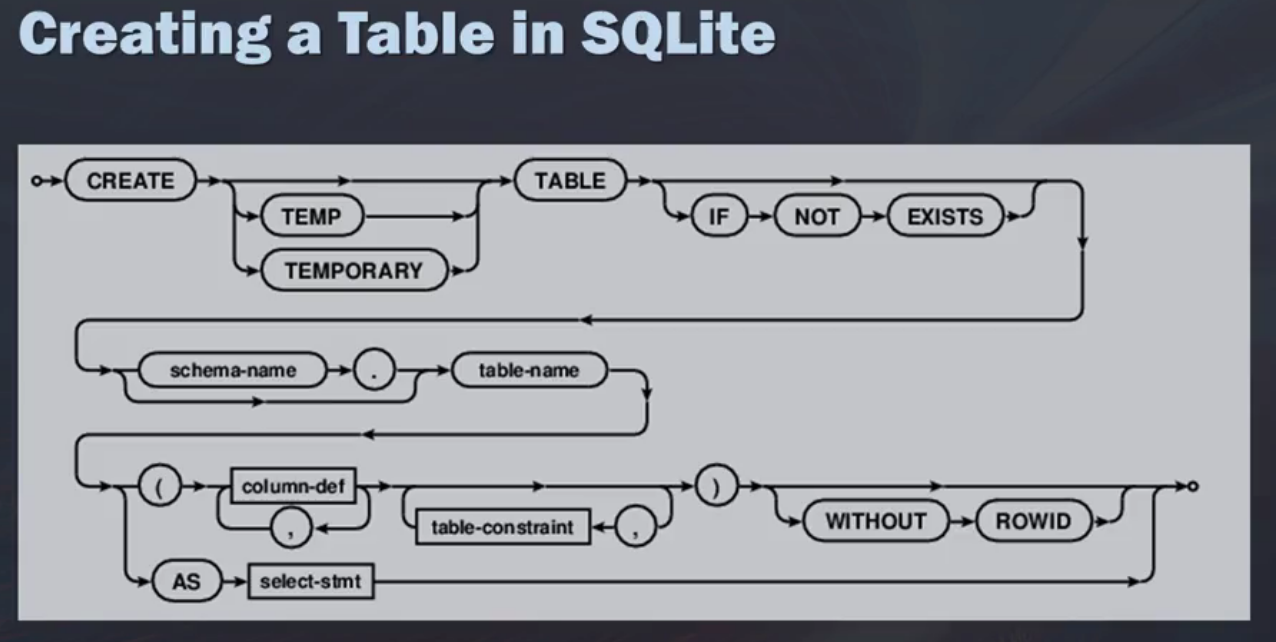 Creating a Table in SQLite
CREATE TABLE
TEMP IF NOT EXISTS
TEMPORARY
schema-name . table-name
( column-def )
, table-constraint , WITHOUT ROWID
AS select-stmt